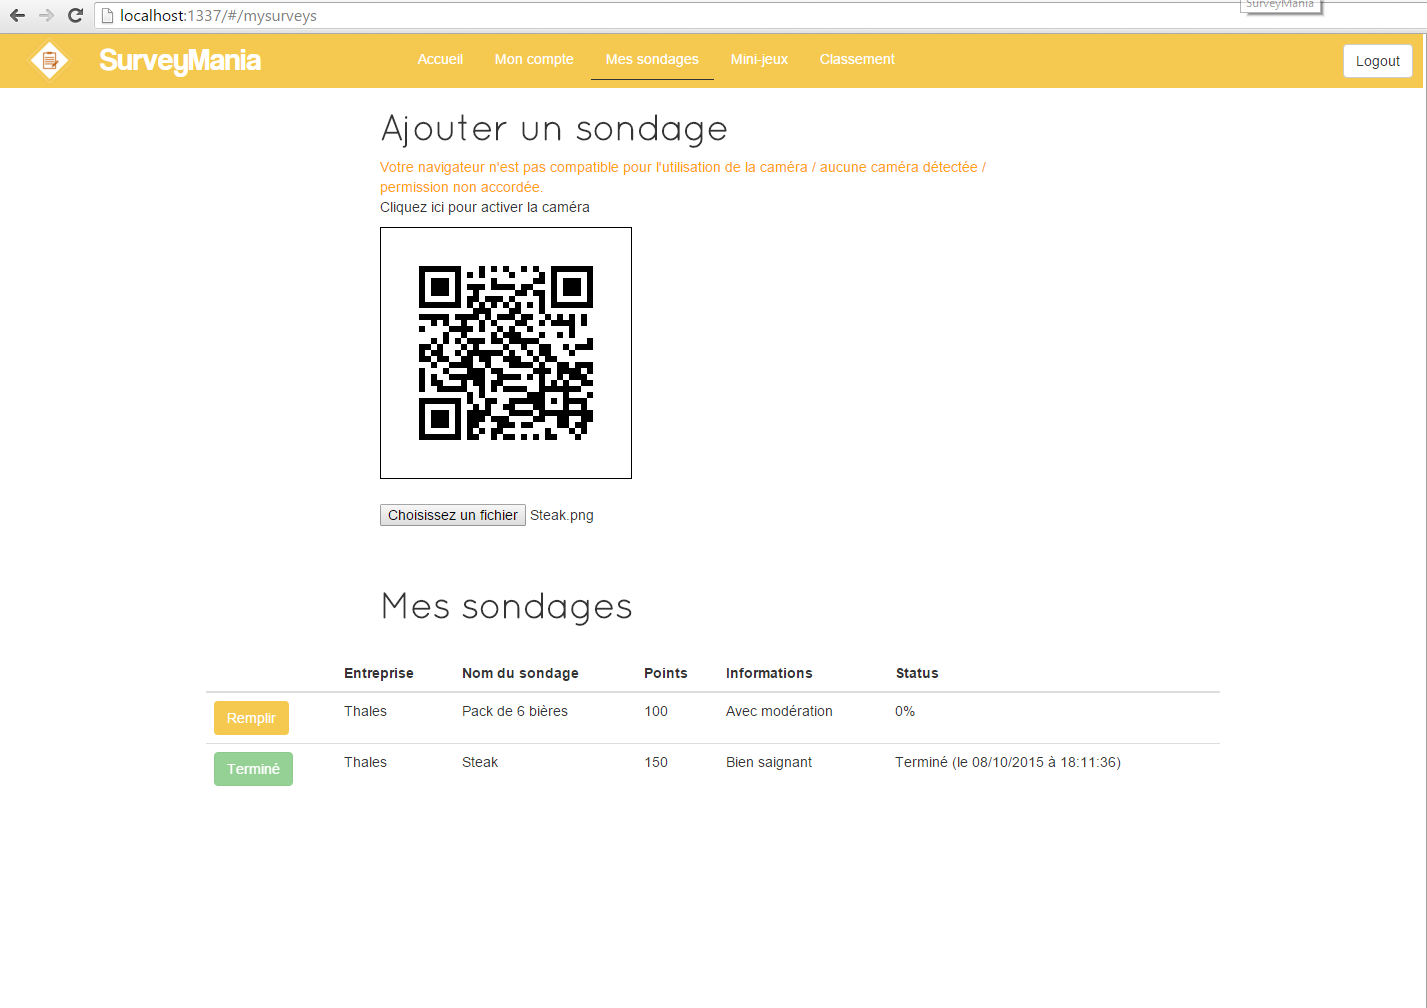 SurveyMania
localhost:1337/#/mysurveys
SurveyMania Accueil Mon compte Mes sondages Mini-jeux Classement Logout
Ajouter un sondage
Votre navigateur n'est pas compatible pour l'utilisation de la caméra / aucune caméra détectée /
permission non accordée.
Cliquez ici pour activer la caméra
Choisissez un fichier Steak.png
Mes sondages
Entreprise Nom du sondage Points Informations Status
Remplir Thales Pack de 6 bières 100 Avec modération 0%
Terminé Thales Steak 150 Bien saignant Terminé (le 08/10/2015 à 18:11:36)